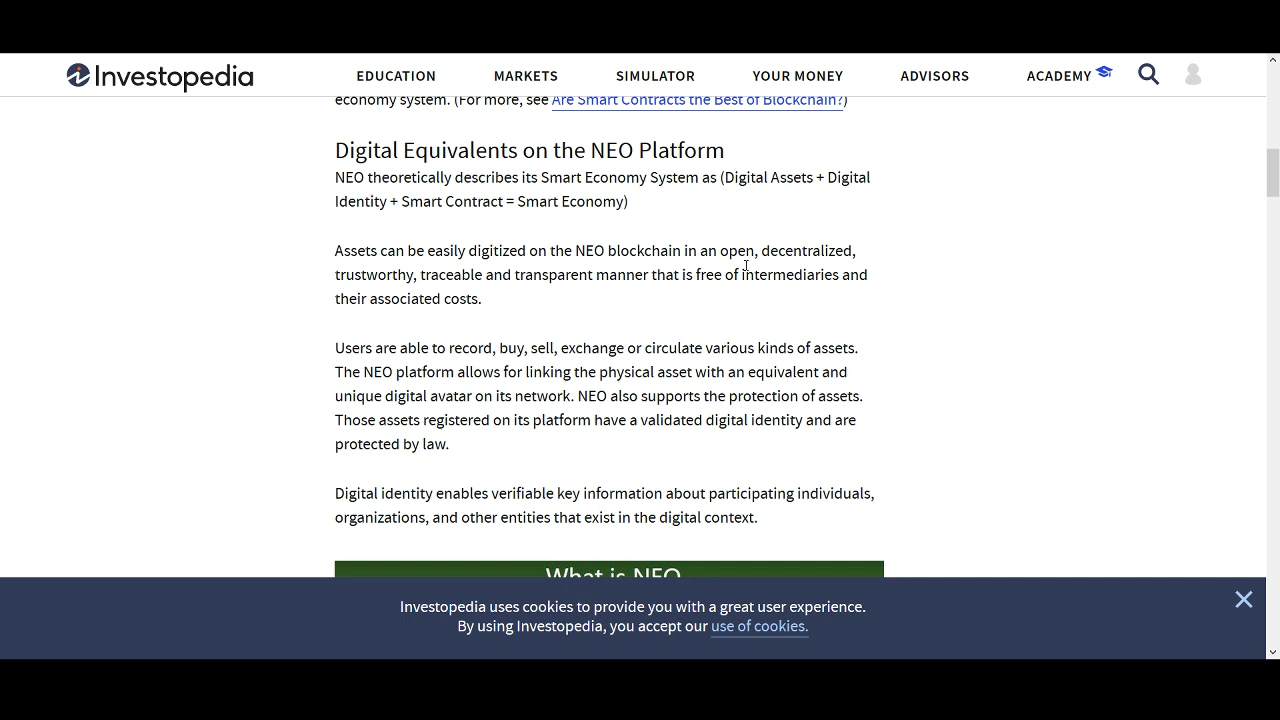 Investopedia
EDUCATION MARKETS SIMULATOR YOUR MONEY ADVISORS ACADEMY
economy system. (For more, see Are Smart Contracts the Best of Blockchain?)
Digital Equivalents on the NEO Platform
NEO theoretically describes its Smart Economy System as (Digital Assets + Digital
Identity + Smart Contract = Smart Economy)
Assets can be easily digitized on the NEO blockchain in an open, decentralized,
trustworthy, traceable and transparent manner that is free of intermediaries and
their associated costs.
Users are able to record, buy, sell, exchange or circulate various kinds of assets.
The NEO platform allows for linking the physical asset with an equivalent and
unique digital avatar on its network. NEO also supports the protection of assets.
Those assets registered on its platform have a validated digital identity and are
protected by law.
Digital identity enables verifiable key information about participating individuals,
organizations, and other entities that exist in the digital context.
What is NEO
Investopedia uses cookies to provide you with a great user experience.
By using Investopedia, you accept our use of cookies.